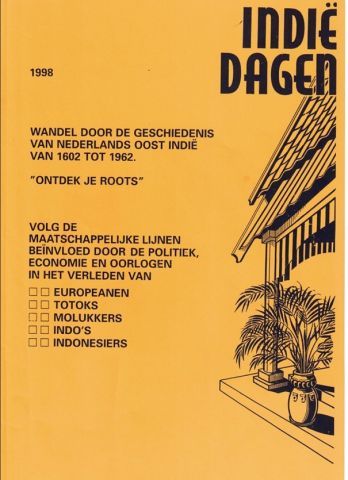 INDIË
DAGEN
1998
WANDEL DOOR DE GESCHIEDENIS
VAN NEDERLANDS OOST INDIË
VAN 1602 TOT 1962.
"ONTDEK JE ROOTS"
VOLG DE
MAATSCHAPPELIJKE LIJNEN
BEÏNVLOED DOOR DE POLITIEK,
ECONOMIE EN OORLOGEN
IN HET VERLEDEN VAN
□ □ EUROPEANEN
□ □ TOTOKS
□ □ MOLUKKERS
□ □ INDO'S
□ □ INDONESIERS